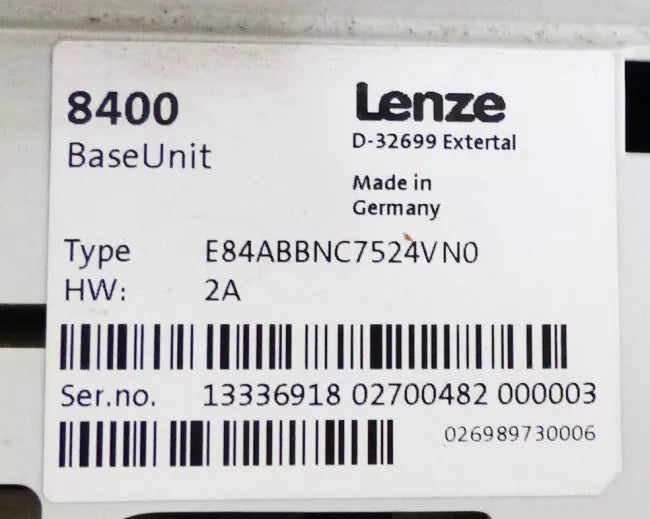 8400
BaseUnit
Lenze
D-32699 Extertal
Made in
Germany
Type E84ABBNC7524VN0
HW: 2A
Ser.no. 13336918 02700482 000003
026989730006